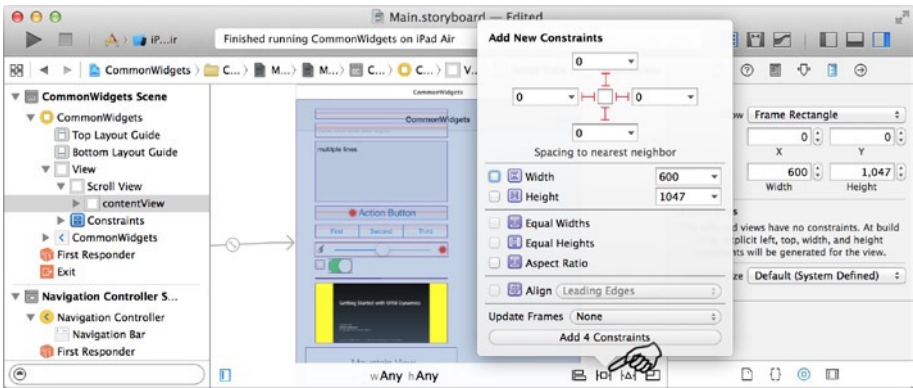 Main.storyboard — Edited
iP...ir
Finished running CommonWidgets on iPad Air
CommonWidgets
C...
M...
M...
C...
C...
V...
CommonWidgets Scene
CommonWidgets
Top Layout Guide
Bottom Layout Guide
View
Scroll View
contentView
Constraints
CommonWidgets
First Responder
Exit
Navigation Controller S...
Navigation Controller
Navigation Bar
First Responder
CommonWidgets
CommonWidgets
multiple lines
Action Button
First Second Third
Getting Started with UIKit Dynamics
Mountain View
wAny hAny
Add New Constraints
0
0 0
0
Spacing to nearest neighbor
Width 600
Height 1047
Equal Widths
Equal Heights
Aspect Ratio
Align Leading Edges
Update Frames None
Add 4 Constraints
Frame Rectangle
0 0
X Y
600 1,047
Width Height
views have no constraints. At build
plicit left, top, width, and height
nts will be generated for the view.
Default (System Defined)